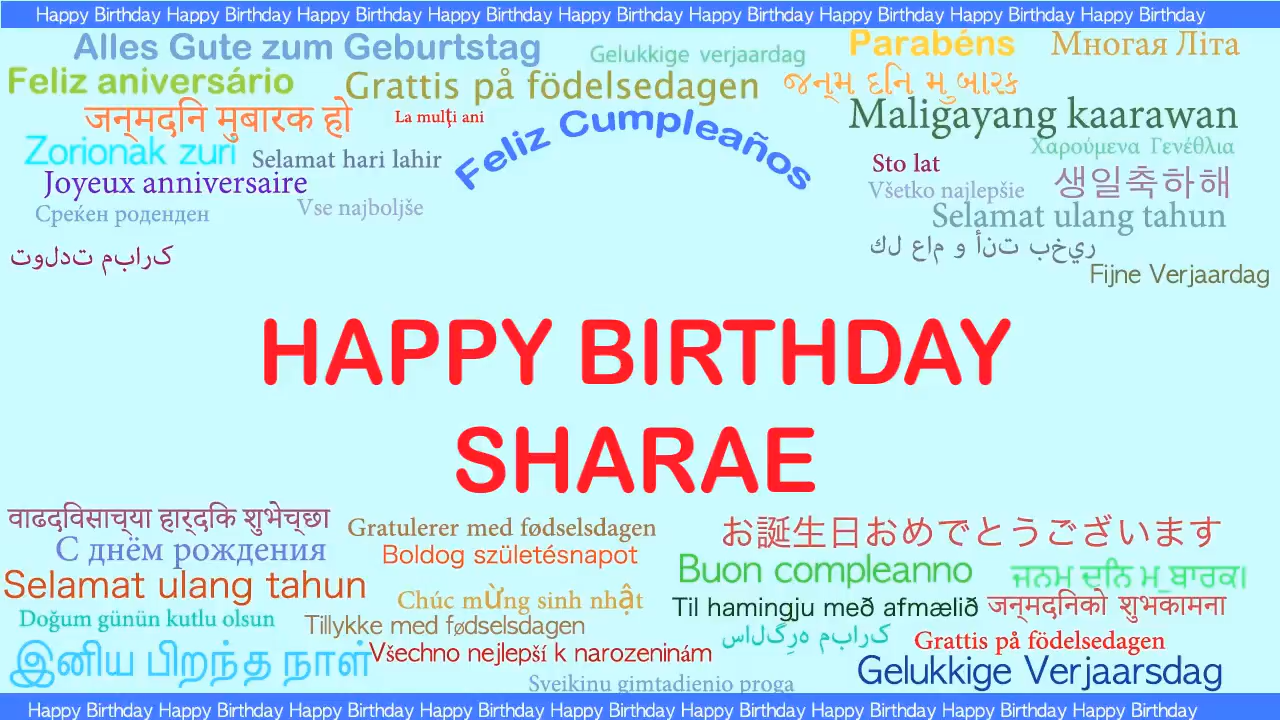 Happy Birthday Happy Birthday Happy Birthday Happy Birthday Happy Birthday Happy Birthday Happy Birthday Happy Birthday Happy Birthday
Alles Gute zum Geburtstag
Gelukkige verjaardag
Parabéns
Многая Літа
Feliz aniversário
Grattis på födelsedagen
જન્મ દિન મુબારક
जन्मदिन मुबारक हो
La mulţi ani
Feliz Cumpleaños
Maligayang kaarawan
Zorionak zuri
Selamat hari lahir
Χαρούμενα Γενέθλια
Sto lat
Joyeux anniversaire
Všetko najlepšie
생일축하해
Среќен роденден
Vse najboljše
Selamat ulang tahun
تولدت مبارک
كل عام و أنت بخير
Fijne Verjaardag
HAPPY BIRTHDAY
SHARAE
वाढदिवसाच्या हार्दिक शुभेच्छा
Gratulerer med fødselsdagen
お誕生日おめでとうございます
С днём рождения
Boldog születésnapot
Buon compleanno
ਜਨਮ ਦਿਨ ਮੁਬਾਰਕ।
Selamat ulang tahun
Chúc mừng sinh nhật
Til hamingju með afmælið
जन्मदिनको शुभकामना
Doğum günün kutlu olsun
Tillykke med fødselsdagen
سالگرہ مبارک
Grattis på födelsedagen
இனிய பிறந்த நாள்
Všechno nejlepší k narozeninám
Gelukkige Verjaarsdag
Sveikinu gimtadienio proga
Happy Birthday Happy Birthday Happy Birthday Happy Birthday Happy Birthday Happy Birthday Happy Birthday Happy Birthday Happy Birthday